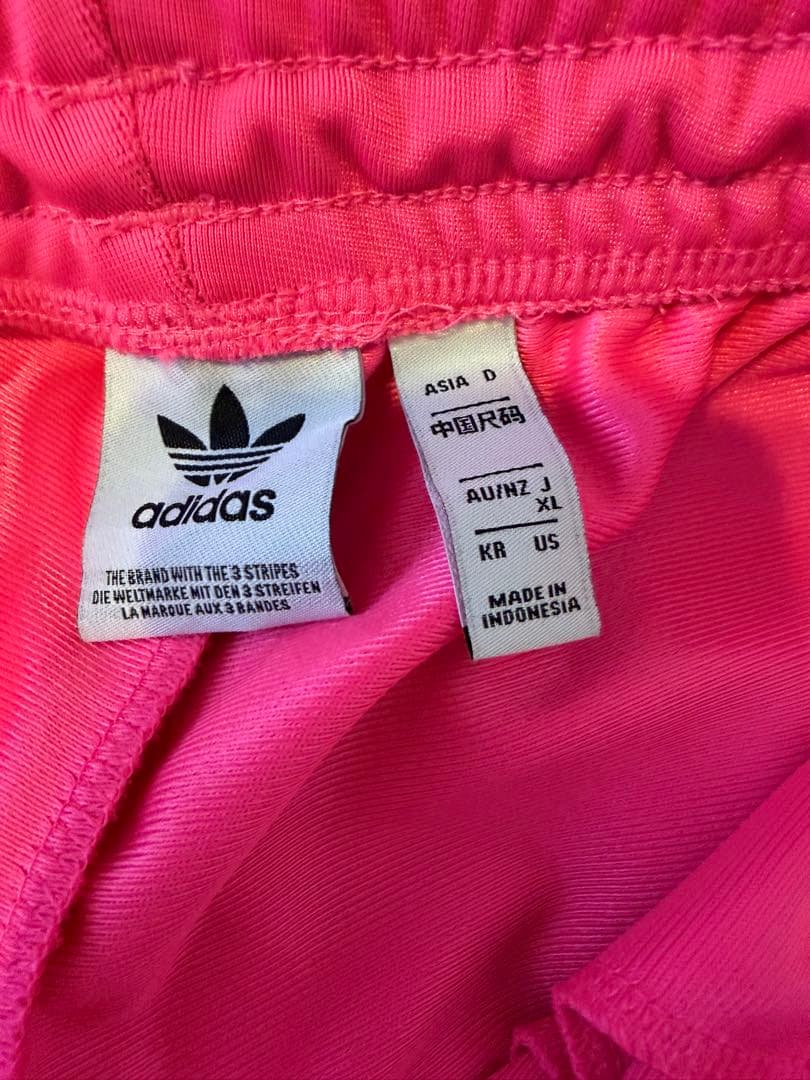 adidas
THE BRAND WITH THE 3 STRIPES
DIE WELTMARKE MIT DEN 3 STREIFEN
LA MARQUE AUX 3 BANDES
ASIA D
中国尺码
AU/NZ J
XL
KR US
MADE IN
INDONESIA